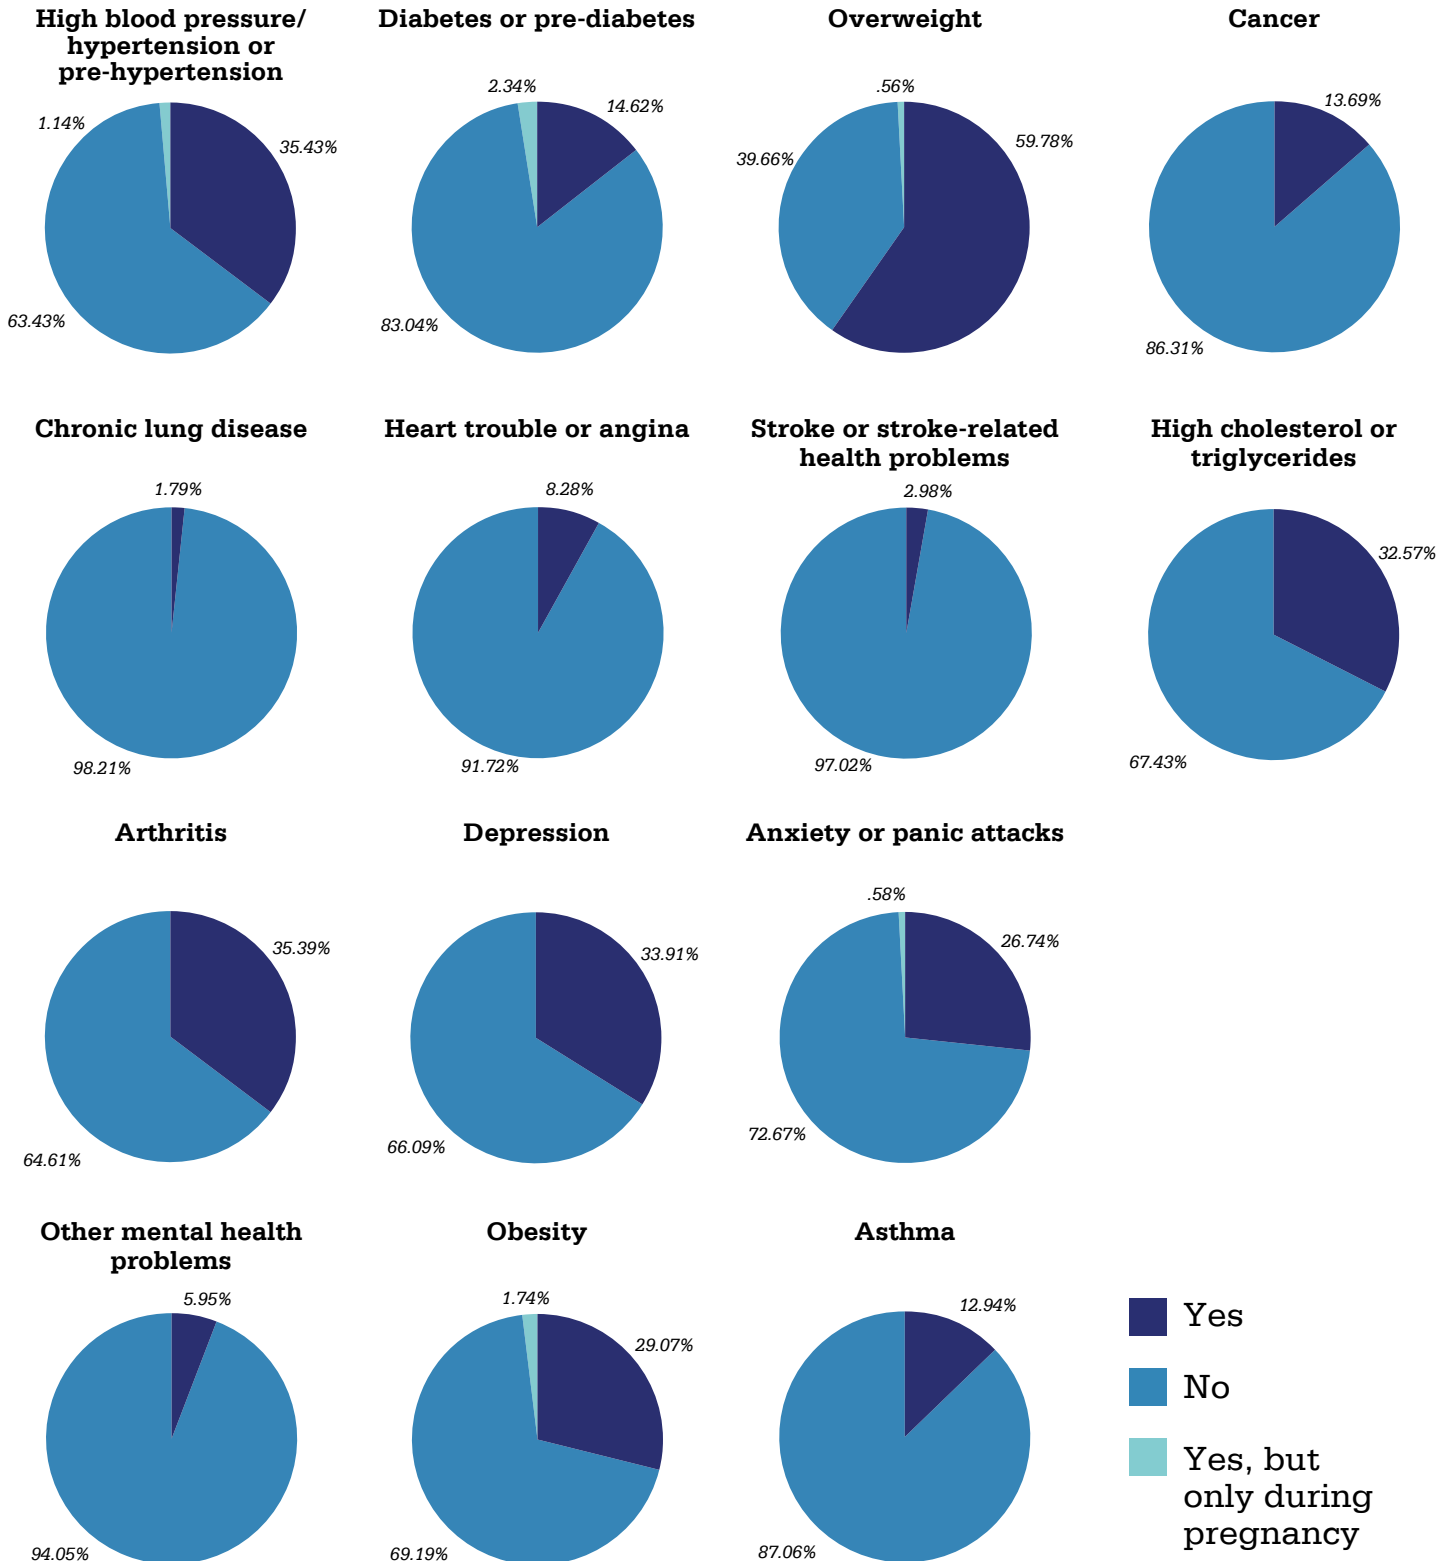 High blood pressure/
hypertension or
pre-hypertension
1.14%
35.43%
63.43%
Diabetes or pre-diabetes
2.34%
14.62%
83.04%
Overweight
.56%
59.78%
39.66%
Cancer
13.69%
86.31%
Chronic lung disease
1.79%
98.21%
Heart trouble or angina
8.28%
91.72%
Stroke or stroke-related
health problems
2.98%
97.02%
High cholesterol or
triglycerides
32.57%
67.43%
Arthritis
35.39%
64.61%
Depression
33.91%
66.09%
Anxiety or panic attacks
.58%
26.74%
72.67%
Other mental health
problems
5.95%
94.05%
Obesity
1.74%
29.07%
69.19%
Asthma
12.94%
87.06%
Yes
No
Yes, but
only during
pregnancy